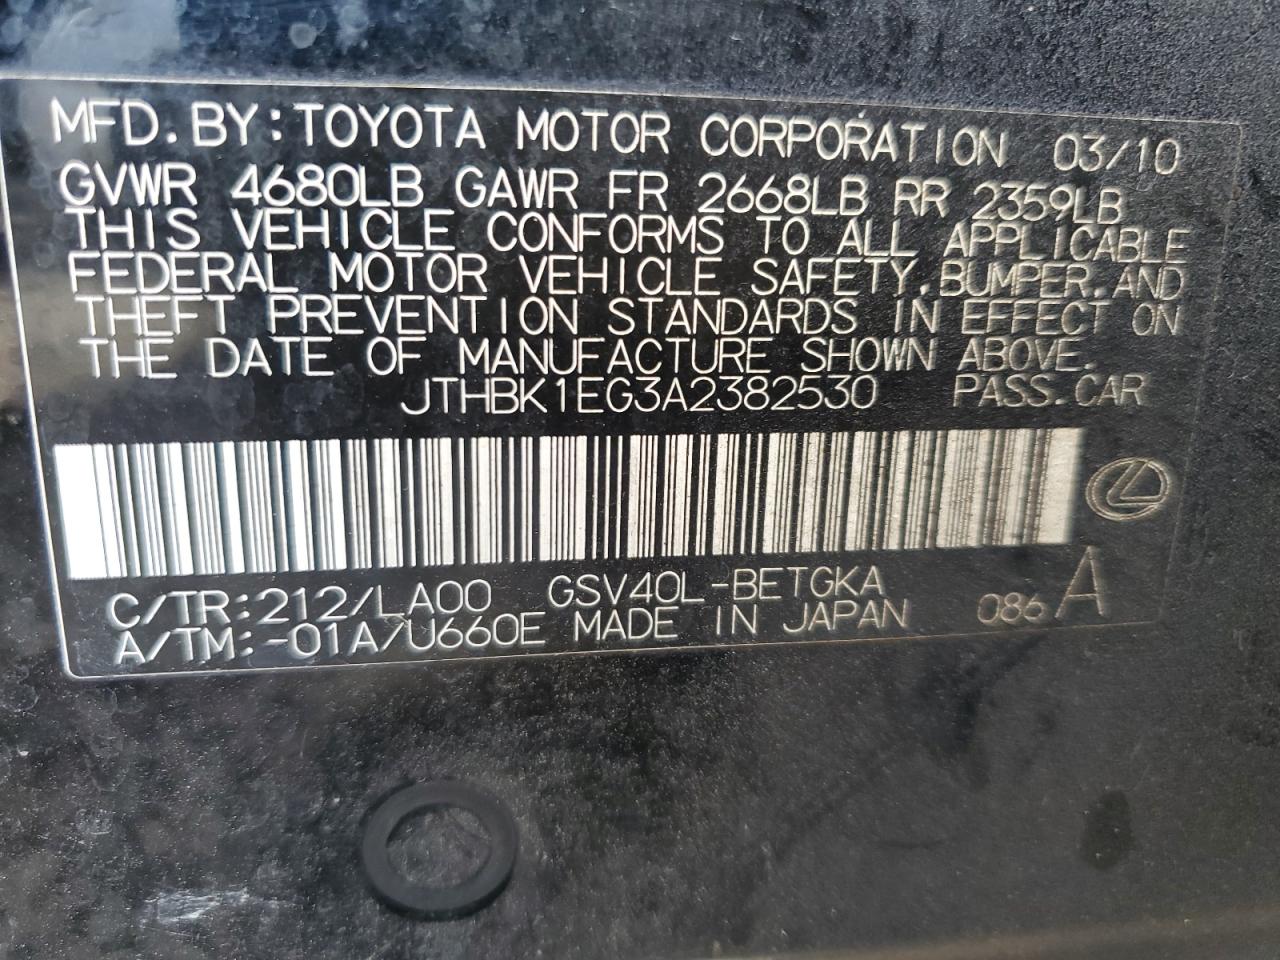 MFD.BY:TOYOTA MOTOR CORPORATION 03/10
GVWR 4680LB GAWR FR 2668LB RR 2359LB
THIS VEHICLE CONFORMS TO ALL APPLICABLE
FEDERAL MOTOR VEHICLE SAFETY,BUMPER,AND
THEFT PREVENTION STANDARDS IN EFFECT ON
THE DATE OF MANUFACTURE SHOWN ABOVE.
JTHBK1EG3A2382530 PASS.CAR
C/TR:212/LA00 GSV40L-BETGKA
A/TM:-01A/U660E MADE IN JAPAN 086 A